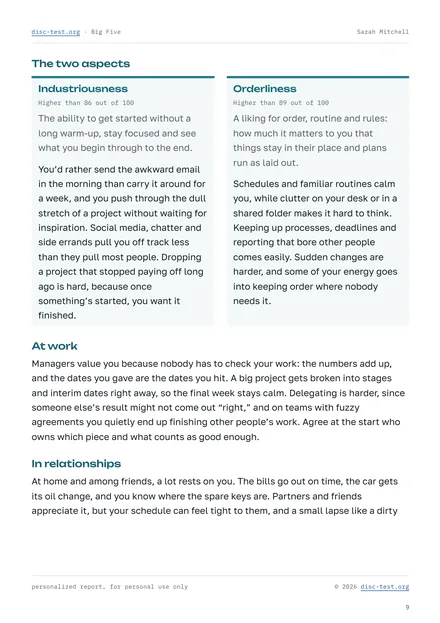 disc-test.org · Big Five
Sarah Mitchell
The two aspects
Industriousness
Higher than 86 out of 100
The ability to get started without a
long warm-up, stay focused and see
what you begin through to the end.
You’d rather send the awkward email
in the morning than carry it around for
a week, and you push through the dull
stretch of a project without waiting for
inspiration. Social media, chatter and
side errands pull you off track less
than they pull most people. Dropping
a project that stopped paying off long
ago is hard, because once
something’s started, you want it
finished.
Orderliness
Higher than 89 out of 100
A liking for order, routine and rules:
how much it matters to you that
things stay in their place and plans
run as laid out.
Schedules and familiar routines calm
you, while clutter on your desk or in a
shared folder makes it hard to think.
Keeping up processes, deadlines and
reporting that bore other people
comes easily. Sudden changes are
harder, and some of your energy goes
into keeping order where nobody
needs it.
At work
Managers value you because nobody has to check your work: the numbers add up,
and the dates you gave are the dates you hit. A big project gets broken into stages
and interim dates right away, so the final week stays calm. Delegating is harder, since
someone else’s result might not come out “right,” and on teams with fuzzy
agreements you quietly end up finishing other people’s work. Agree at the start who
owns which piece and what counts as good enough.
In relationships
At home and among friends, a lot rests on you. The bills go out on time, the car gets
its oil change, and you know where the spare keys are. Partners and friends
appreciate it, but your schedule can feel tight to them, and a small lapse like a dirty
personalized report, for personal use only
© 2026 disc-test.org
9